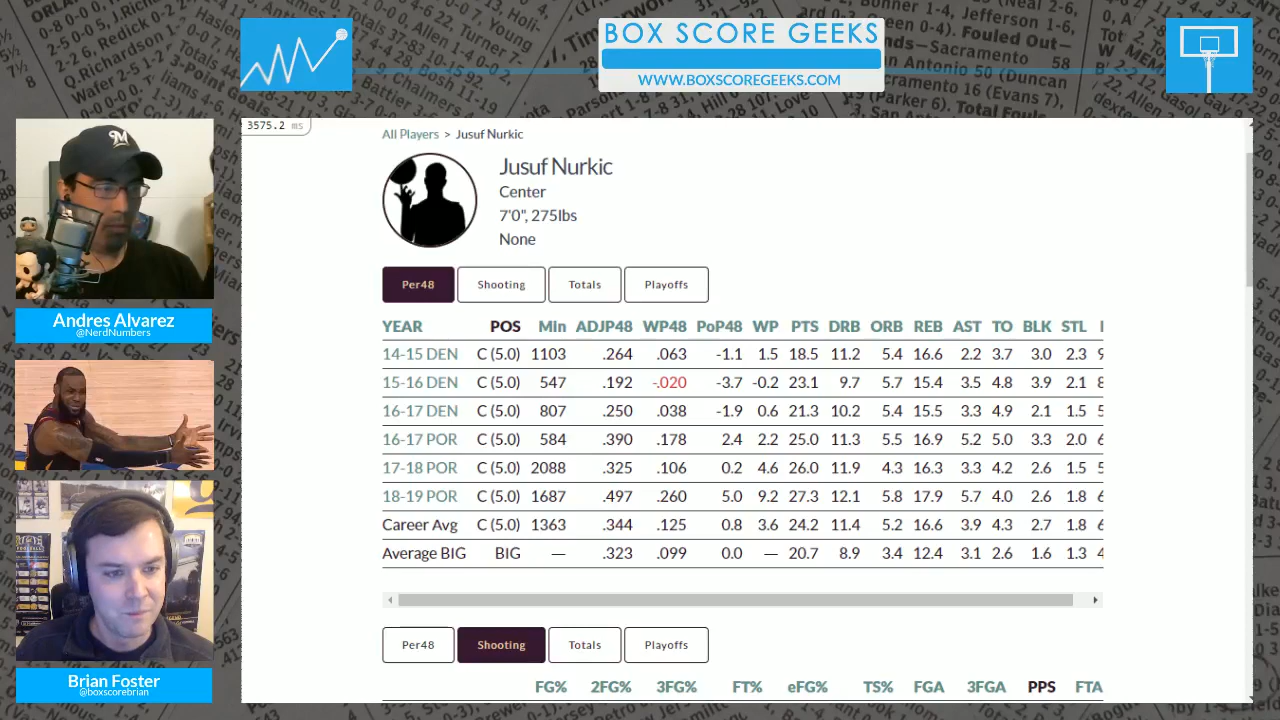 BOX SCORE GEEKS
WWW.BOXSCOREGEEKS.COM
3575.2 ms
All Players > Jusuf Nurkic
Jusuf Nurkic
Center
7'0", 275lbs
None
Per48 Shooting Totals Playoffs
YEAR POS Min ADJP48 WP48 PoP48 WP PTS DRB ORB REB AST TO BLK STL
14-15 DEN C (5.0) 1103 .264 .063 -1.1 1.5 18.5 11.2 5.4 16.6 2.2 3.7 3.0 2.3 9
15-16 DEN C (5.0) 547 .192 -.020 -3.7 -0.2 23.1 9.7 5.7 15.4 3.5 4.8 3.9 2.1 8
16-17 DEN C (5.0) 807 .250 .038 -1.9 0.6 21.3 10.2 5.4 15.5 3.3 4.9 2.1 1.5 5
16-17 POR C (5.0) 584 .390 .178 2.4 2.2 25.0 11.3 5.5 16.9 5.2 5.0 3.3 2.0 6
17-18 POR C (5.0) 2088 .325 .106 0.2 4.6 26.0 11.9 4.3 16.3 3.3 4.2 2.6 1.5 5
18-19 POR C (5.0) 1687 .497 .260 5.0 9.2 27.3 12.1 5.8 17.9 5.7 4.0 2.6 1.8 6
Career Avg C (5.0) 1363 .344 .125 0.8 3.6 24.2 11.4 5.2 16.6 3.9 4.3 2.7 1.8 6
Average BIG BIG — .323 .099 0.0 — 20.7 8.9 3.4 12.4 3.1 2.6 1.6 1.3 4
Per48 Shooting Totals Playoffs
FG% 2FG% 3FG% FT% eFG% TS% FGA 3FGA PPS FTA
Andres Alvarez
@NerdNumbers
Brian Foster
@boxscorebrian